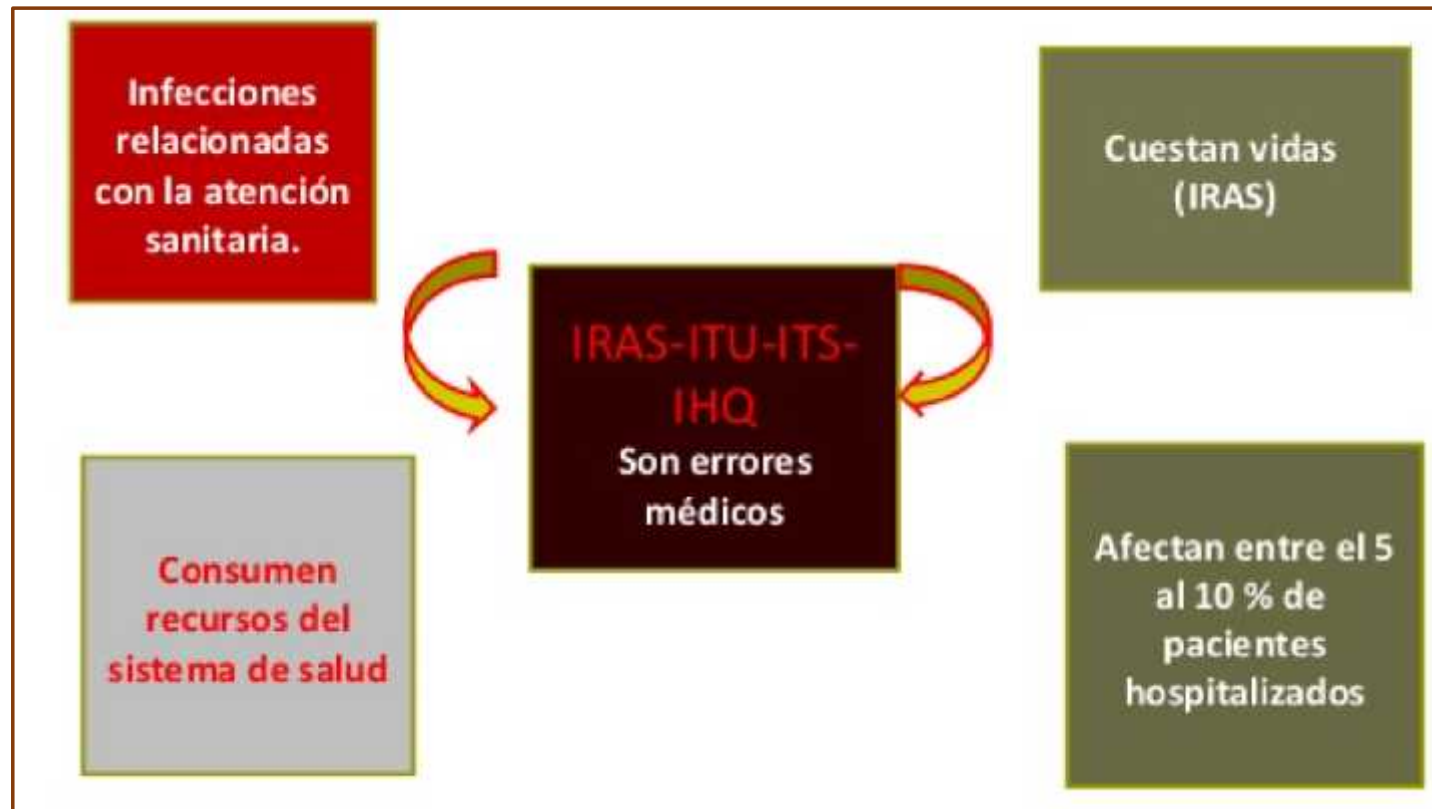 Infecciones
relacionadas
con la atención
sanitaria.
Cuestan vidas
(IRAS)
IRAS-ITU-ITS-
IHQ
Son errores
médicos
Consumen
recursos del
sistema de salud
Afectan entre el 5
al 10 % de
pacientes
hospitalizados